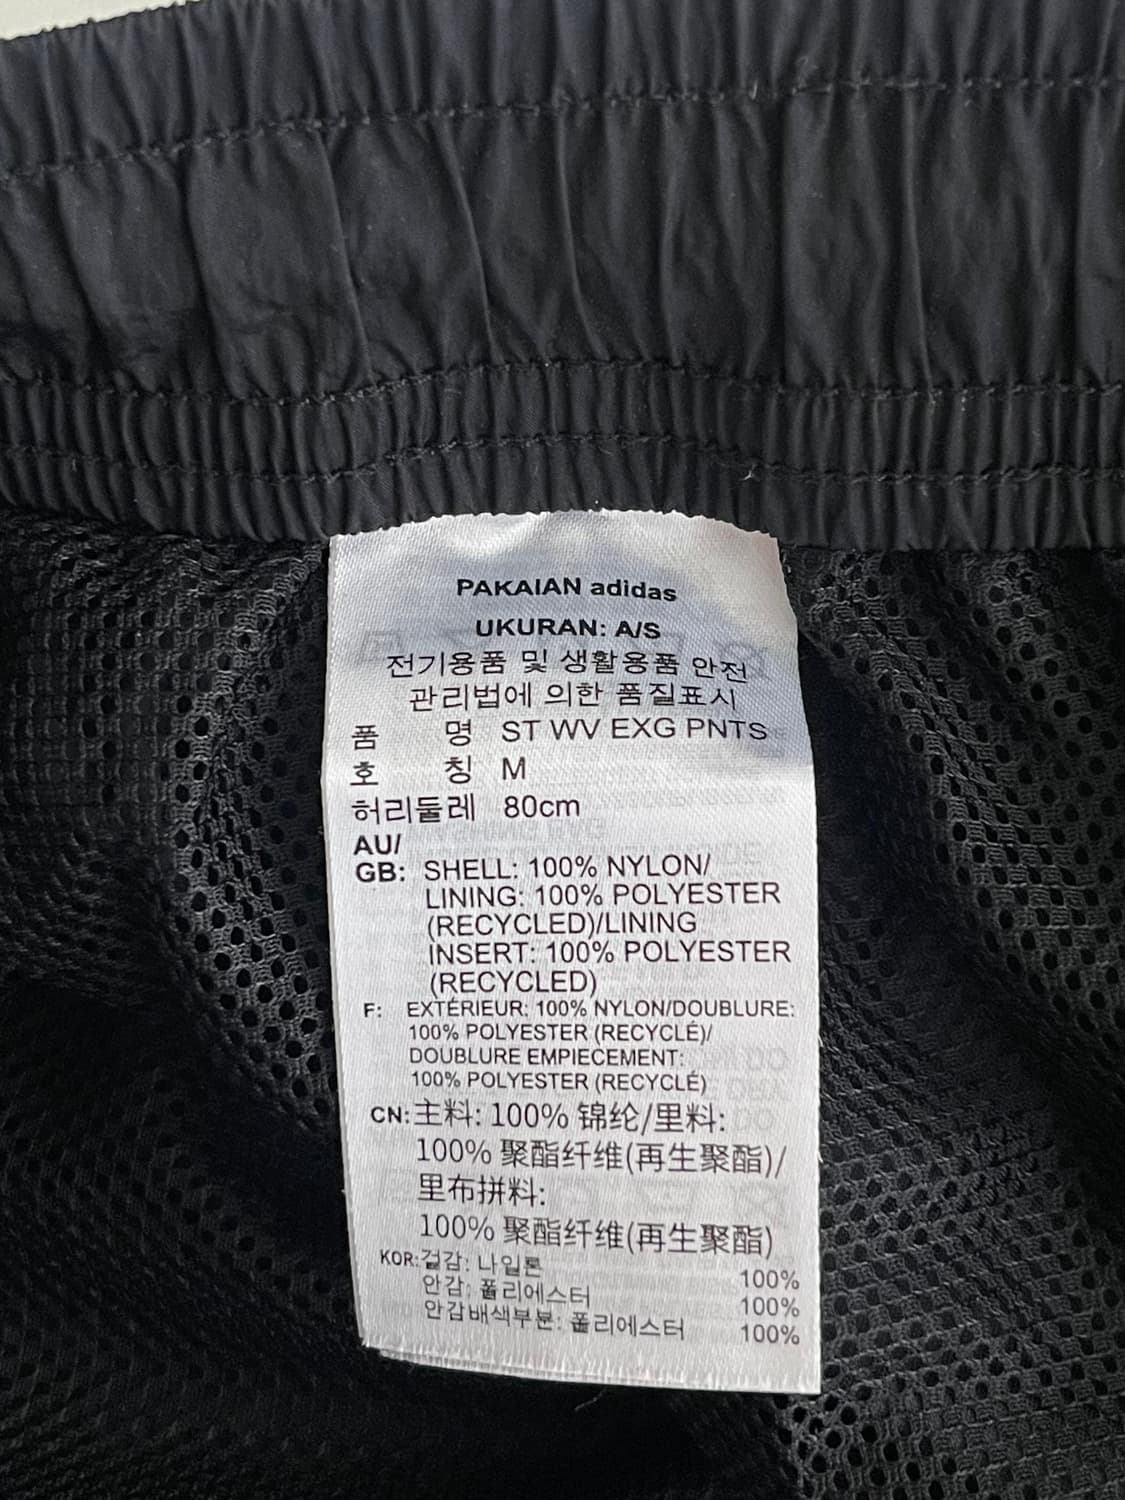 PAKAIAN adidas
UKURAN: A/S
전기용품 및 생활용품 안전
관리법에 의한 품질표시
품 명 ST WV EXG PNTS
호 칭 M
허리둘레 80cm
AU/
GB: SHELL: 100% NYLON/
LINING: 100% POLYESTER
(RECYCLED)/LINING
INSERT: 100% POLYESTER
(RECYCLED)
F: EXTÉRIEUR: 100% NYLON/DOUBLURE:
100% POLYESTER (RECYCLÉ)/
DOUBLURE EMPIECEMENT:
100% POLYESTER (RECYCLÉ)
CN: 主料: 100% 锦纶/里料:
100% 聚酯纤维(再生聚酯)/
里布拼料:
100% 聚酯纤维(再生聚酯)
KOR: 겉감: 나일론 100%
안감: 폴리에스터 100%
안감배색부분: 폴리에스터 100%